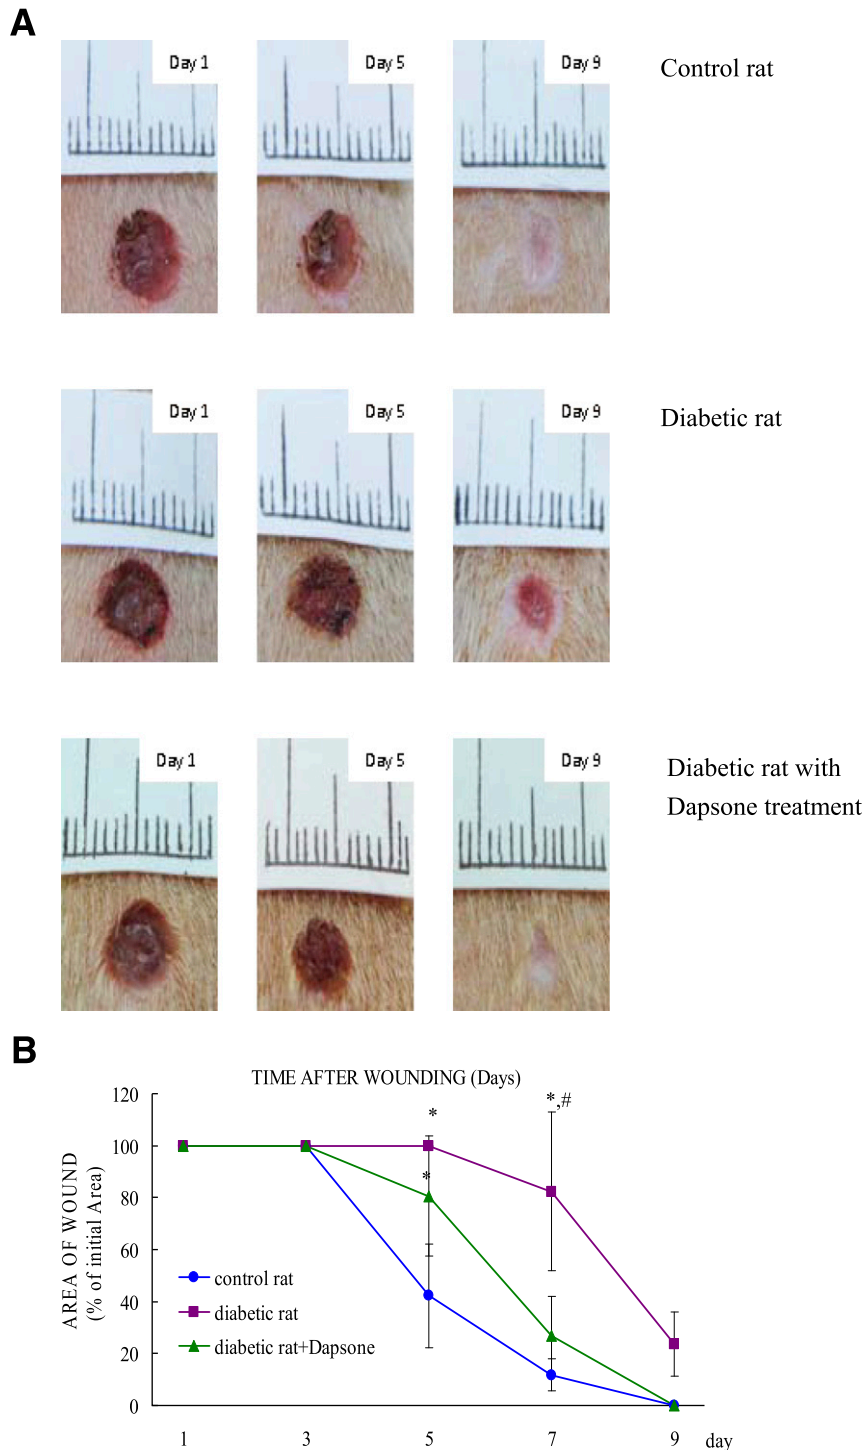 A
Day 1
Day 5
Day 9
Control rat
Day 1
Day 5
Day 9
Diabetic rat
Day 1
Day 5
Day 9
Diabetic rat with
Dapsone treatment
B
TIME AFTER WOUNDING (Days)
AREA OF WOUND
(% of initial Area)
120
100
80
60
40
20
0
*
*
*,#
control rat
diabetic rat
diabetic rat+Dapsone
1 3 5 7 9 day